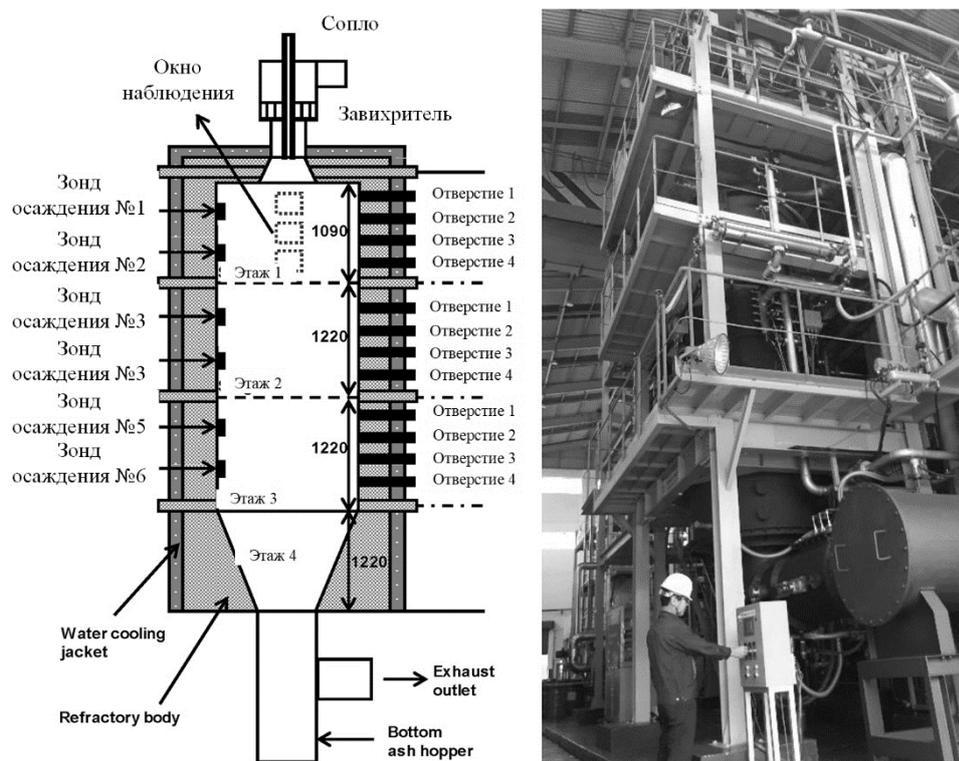 Сопло
Окно
наблюдения
Завихритель
Зонд
осаждения №1
Зонд
осаждения №2
Зонд
осаждения №3
Зонд
осаждения №3
Зонд
осаждения №5
Зонд
осаждения №6
1090
Этаж 1
1220
Этаж 2
1220
Этаж 3
Этаж 4
1220
Отверстие 1
Отверстие 2
Отверстие 3
Отверстие 4
Отверстие 1
Отверстие 2
Отверстие 3
Отверстие 4
Отверстие 1
Отверстие 2
Отверстие 3
Отверстие 4
Water cooling
jacket
Refractory body
Exhaust
outlet
Bottom
ash hopper